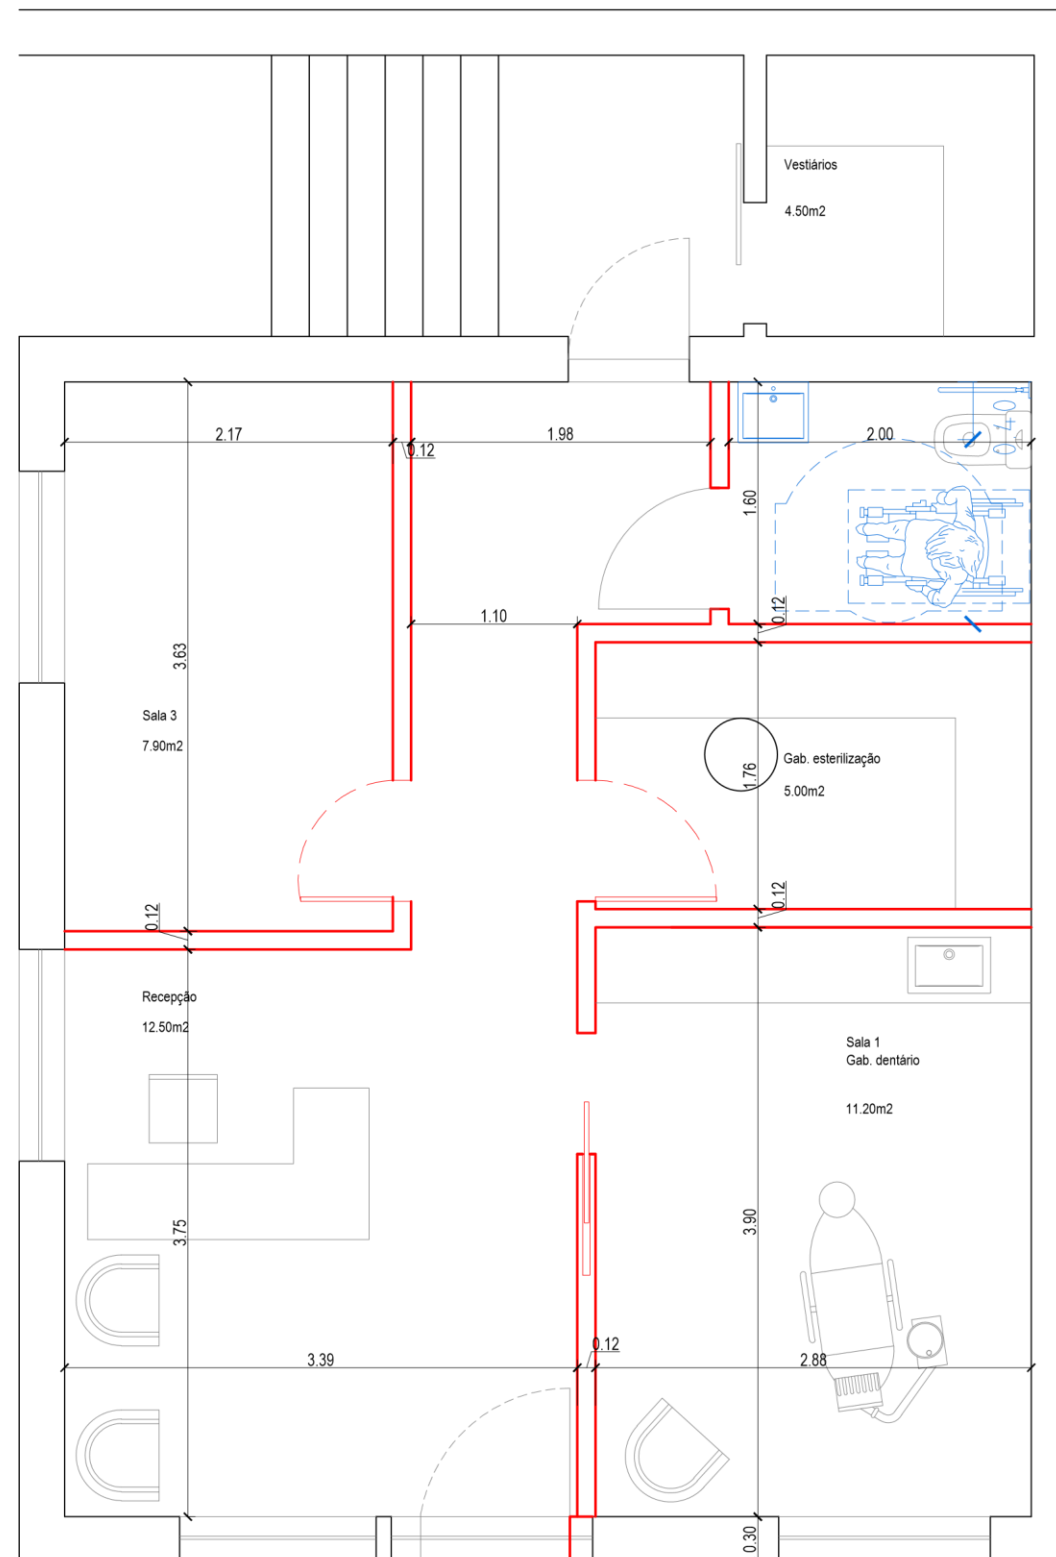 Vestiários
4.50m2
2.17
0.12
1.98
2.00
1.60
0.12
1.10
3.63
Sala 3
7.90m2
Gab. esterilização
1.76
5.00m2
0.12
0.12
Recepção
12.50m2
Sala 1
Gab. dentário
11.20m2
3.75
3.90
0.12
3.39
2.88
0.30